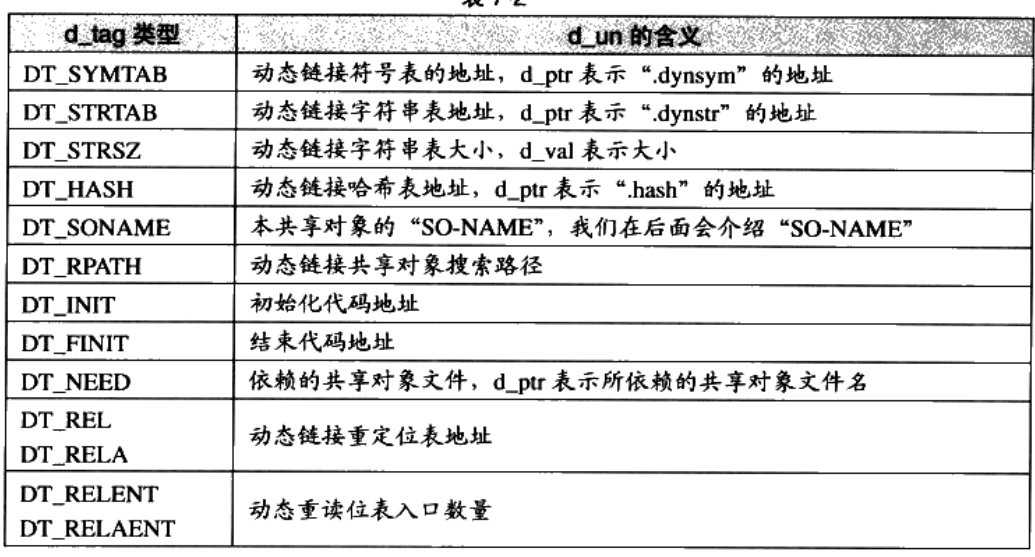 表 7-2
d_tag 类型 d_un 的含义
DT_SYMTAB 动态链接符号表的地址，d_ptr 表示“.dynsym”的地址
DT_STRTAB 动态链接字符串表地址，d_ptr 表示“.dynstr”的地址
DT_STRSZ 动态链接字符串表大小，d_val 表示大小
DT_HASH 动态链接哈希表地址，d_ptr 表示“.hash”的地址
DT_SONAME 本共享对象的“SO-NAME”，我们在后面会介绍“SO-NAME”
DT_RPATH 动态链接共享对象搜索路径
DT_INIT 初始化代码地址
DT_FINIT 结束代码地址
DT_NEED 依赖的共享对象文件，d_ptr 表示所依赖的共享对象文件名
DT_REL
DT_RELA
动态链接重定位表地址
DT_RELENT
DT_RELAENT
动态重读位表入口数量